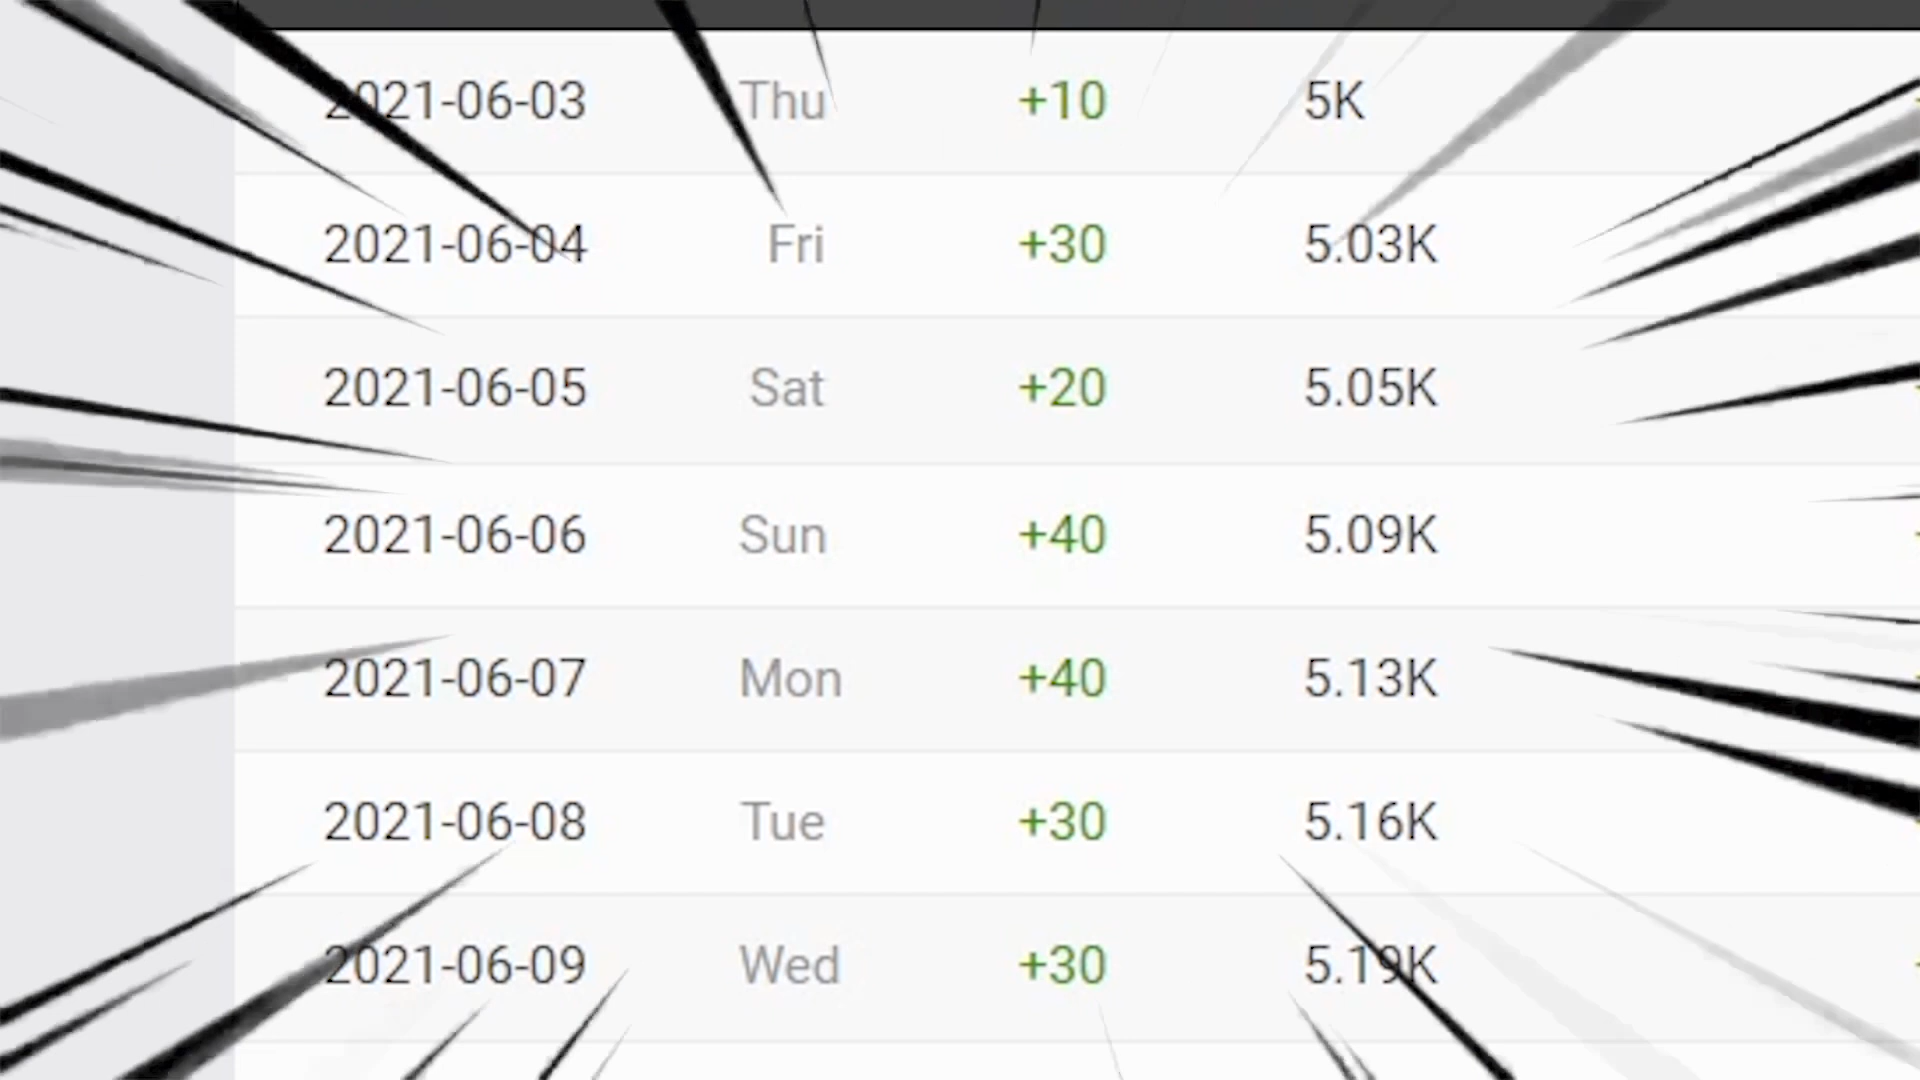 2021-06-03 Thu +10 5K
2021-06-04 Fri +30 5.03K
2021-06-05 Sat +20 5.05K
2021-06-06 Sun +40 5.09K
2021-06-07 Mon +40 5.13K
2021-06-08 Tue +30 5.16K
2021-06-09 Wed +30 5.19K